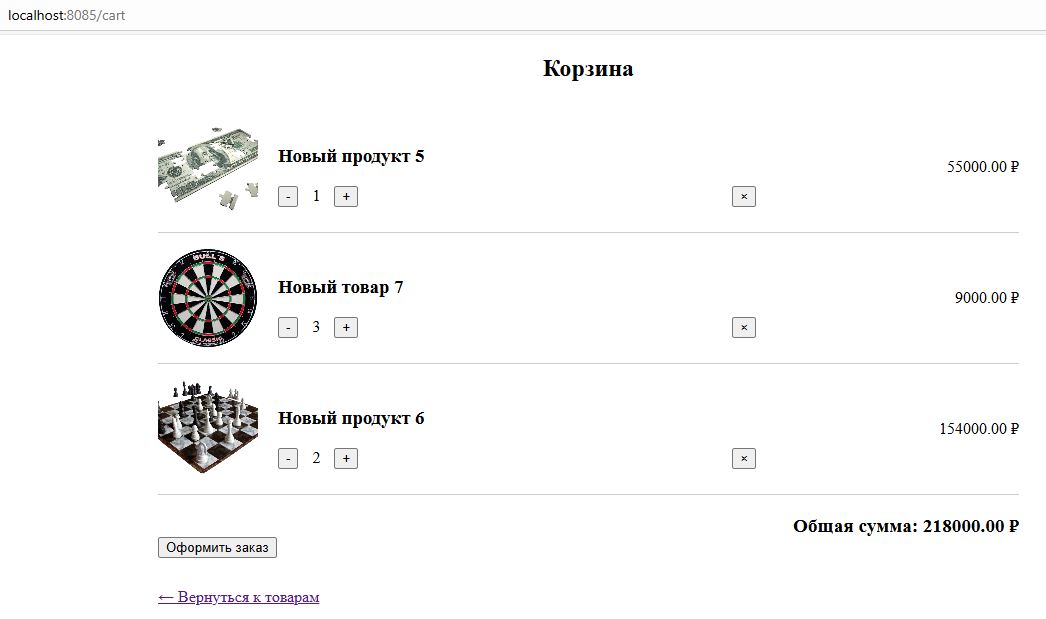 localhost:8085/cart
Корзина
Новый продукт 5
55000.00 ₽
- 1 + ×
BULL'S
Новый товар 7
9000.00 ₽
- 3 + ×
CLASSIC
Новый продукт 6
154000.00 ₽
- 2 + ×
Общая сумма: 218000.00 ₽
Оформить заказ
← Вернуться к товарам